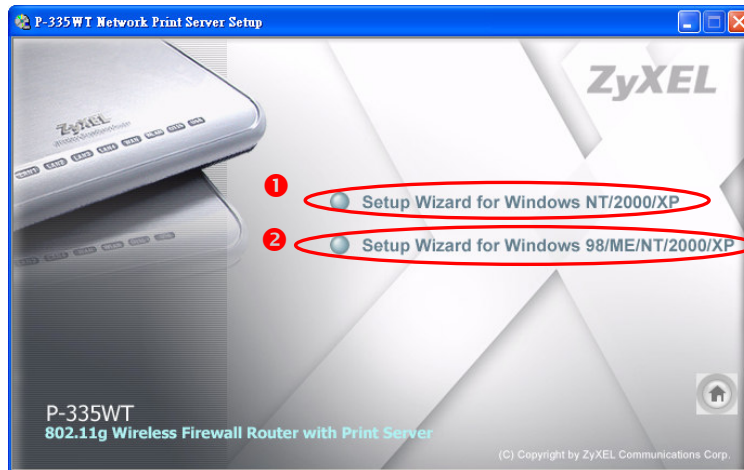 P-335WT Network Print Server Setup
ZyXEL
ZyXEL
1 Setup Wizard for Windows NT/2000/XP
2 Setup Wizard for Windows 98/ME/NT/2000/XP
P-335WT
802.11g Wireless Firewall Router with Print Server
(C) Copyright by ZyXEL Communications Corp.